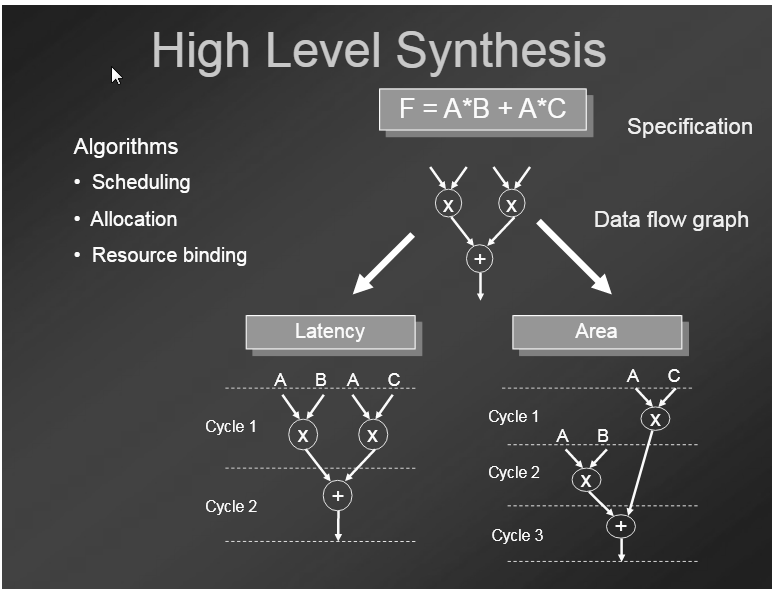 High Level Synthesis
F = A*B + A*C
Specification
Algorithms
• Scheduling
• Allocation
• Resource binding
x x
Data flow graph
+
Latency
A B A C
Cycle 1
x x
Cycle 2
+
Area
A C
Cycle 1
x
A B
Cycle 2
x
Cycle 3
+